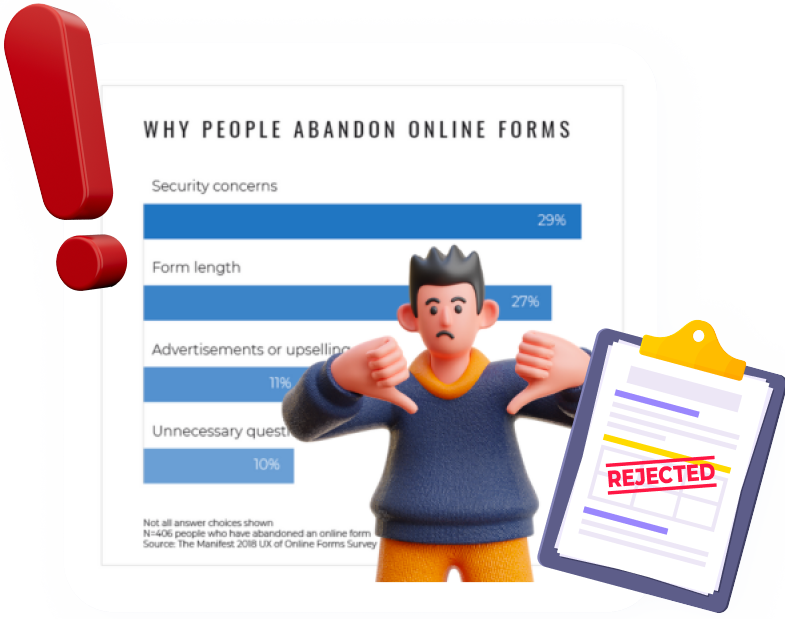 WHY PEOPLE ABANDON ONLINE FORMS
Security concerns
29%
Form length
27%
Advertisements or upselling
11%
Unnecessary
10%
Not all answer choices shown
N=406 people who have abandoned an online form
Source: The Manifest 2018 UX of Online Forms Survey
REJECTED